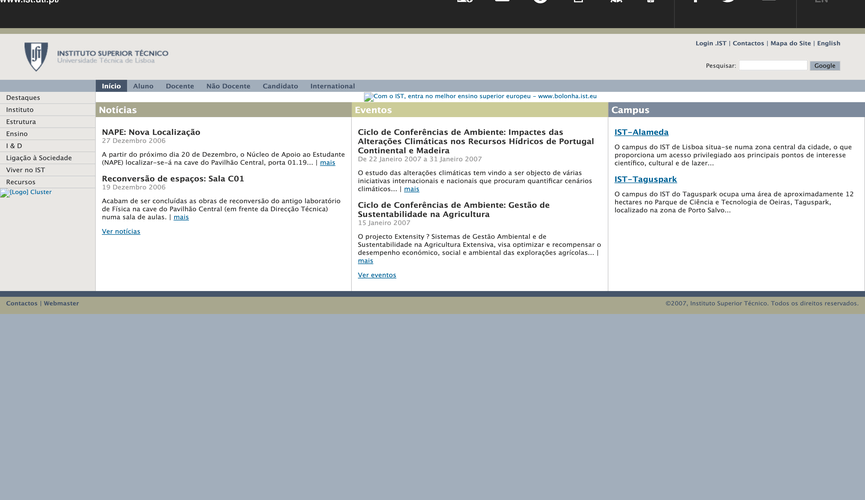 www.ist.utl.pt
EN
INSTITUTO SUPERIOR TÉCNICO
Universidade Técnica de Lisboa
Login .IST | Contactos | Mapa do Site | English
Pesquisar:
Google
Início Aluno Docente Não Docente Candidato International
Destaques
Instituto
Estrutura
Ensino
I & D
Ligação à Sociedade
Viver no IST
Recursos
[Logo] Cluster
Com o IST, entra no melhor ensino superior europeu - www.bolonha.ist.eu
Notícias
NAPE: Nova Localização
27 Dezembro 2006
A partir do próximo dia 20 de Dezembro, o Núcleo de Apoio ao Estudante
(NAPE) localizar-se-á na cave do Pavilhão Central, porta 01.19... | mais
Reconversão de espaços: Sala C01
19 Dezembro 2006
Acabam de ser concluídas as obras de reconversão do antigo laboratório
de Física na cave do Pavilhão Central (em frente da Direcção Técnica)
numa sala de aulas. | mais
Ver notícias
Eventos
Ciclo de Conferências de Ambiente: Impactes das
Alterações Climáticas nos Recursos Hídricos de Portugal
Continental e Madeira
De 22 Janeiro 2007 a 31 Janeiro 2007
O estudo das alterações climáticas tem vindo a ser objecto de várias
iniciativas internacionais e nacionais que procuram quantificar cenários
climáticos... | mais
Ciclo de Conferências de Ambiente: Gestão de
Sustentabilidade na Agricultura
15 Janeiro 2007
O projecto Extensity ? Sistemas de Gestão Ambiental e de
Sustentabilidade na Agricultura Extensiva, visa optimizar e recompensar o
desempenho económico, social e ambiental das explorações agrícolas... |
mais
Ver eventos
Campus
IST-Alameda
O campus do IST de Lisboa situa-se numa zona central da cidade, o que
proporciona um acesso privilegiado aos principais pontos de interesse
científico, cultural e de lazer...
IST-Taguspark
O campus do IST do Taguspark ocupa uma área de aproximadamente 12
hectares no Parque de Ciência e Tecnologia de Oeiras, Taguspark,
localizado na zona de Porto Salvo...
Contactos | Webmaster
©2007, Instituto Superior Técnico. Todos os direitos reservados.